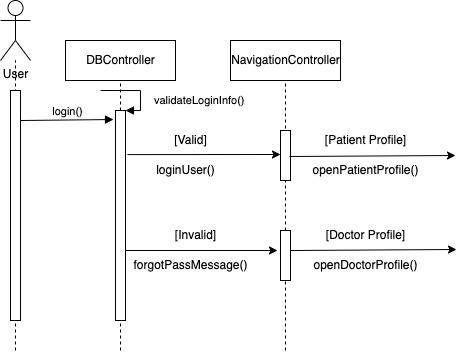 User
DBController
NavigationController
validateLoginInfo()
login()
[Valid]
[Patient Profile]
loginUser()
openPatientProfile()
[Invalid]
[Doctor Profile]
forgotPassMessage()
openDoctorProfile()